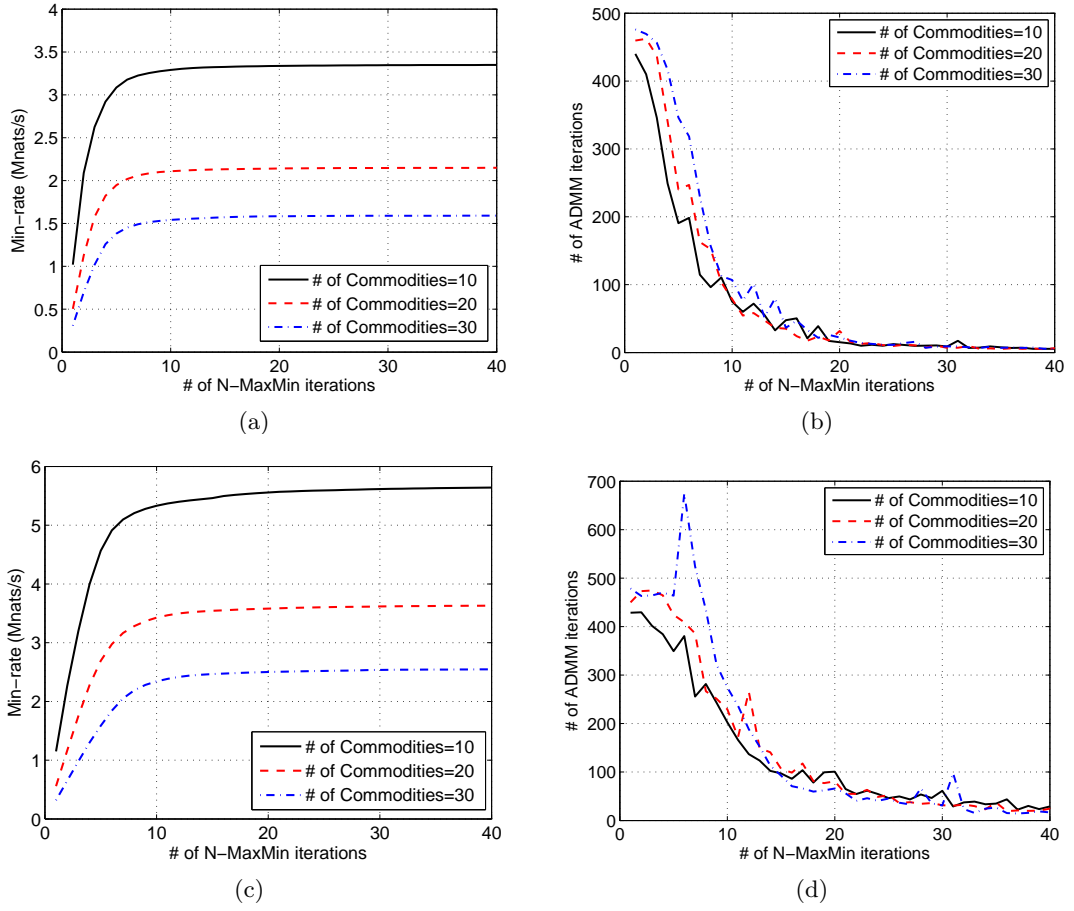 4
3.5
3
2.5
2
1.5
1
0.5
0
Min−rate (Mnats/s)
# of Commodities=10
# of Commodities=20
# of Commodities=30
0 10 20 30 40
# of N−MaxMin iterations
(a)
500
400
300
200
100
0
# of ADMM iterations
# of Commodities=10
# of Commodities=20
# of Commodities=30
0 10 20 30 40
# of N−MaxMin iterations
(b)
6
5
4
3
2
1
0
Min−rate (Mnats/s)
# of Commodities=10
# of Commodities=20
# of Commodities=30
0 10 20 30 40
# of N−MaxMin iterations
(c)
700
600
500
400
300
200
100
0
# of ADMM iterations
# of Commodities=10
# of Commodities=20
# of Commodities=30
0 10 20 30 40
# of N−MaxMin iterations
(d)